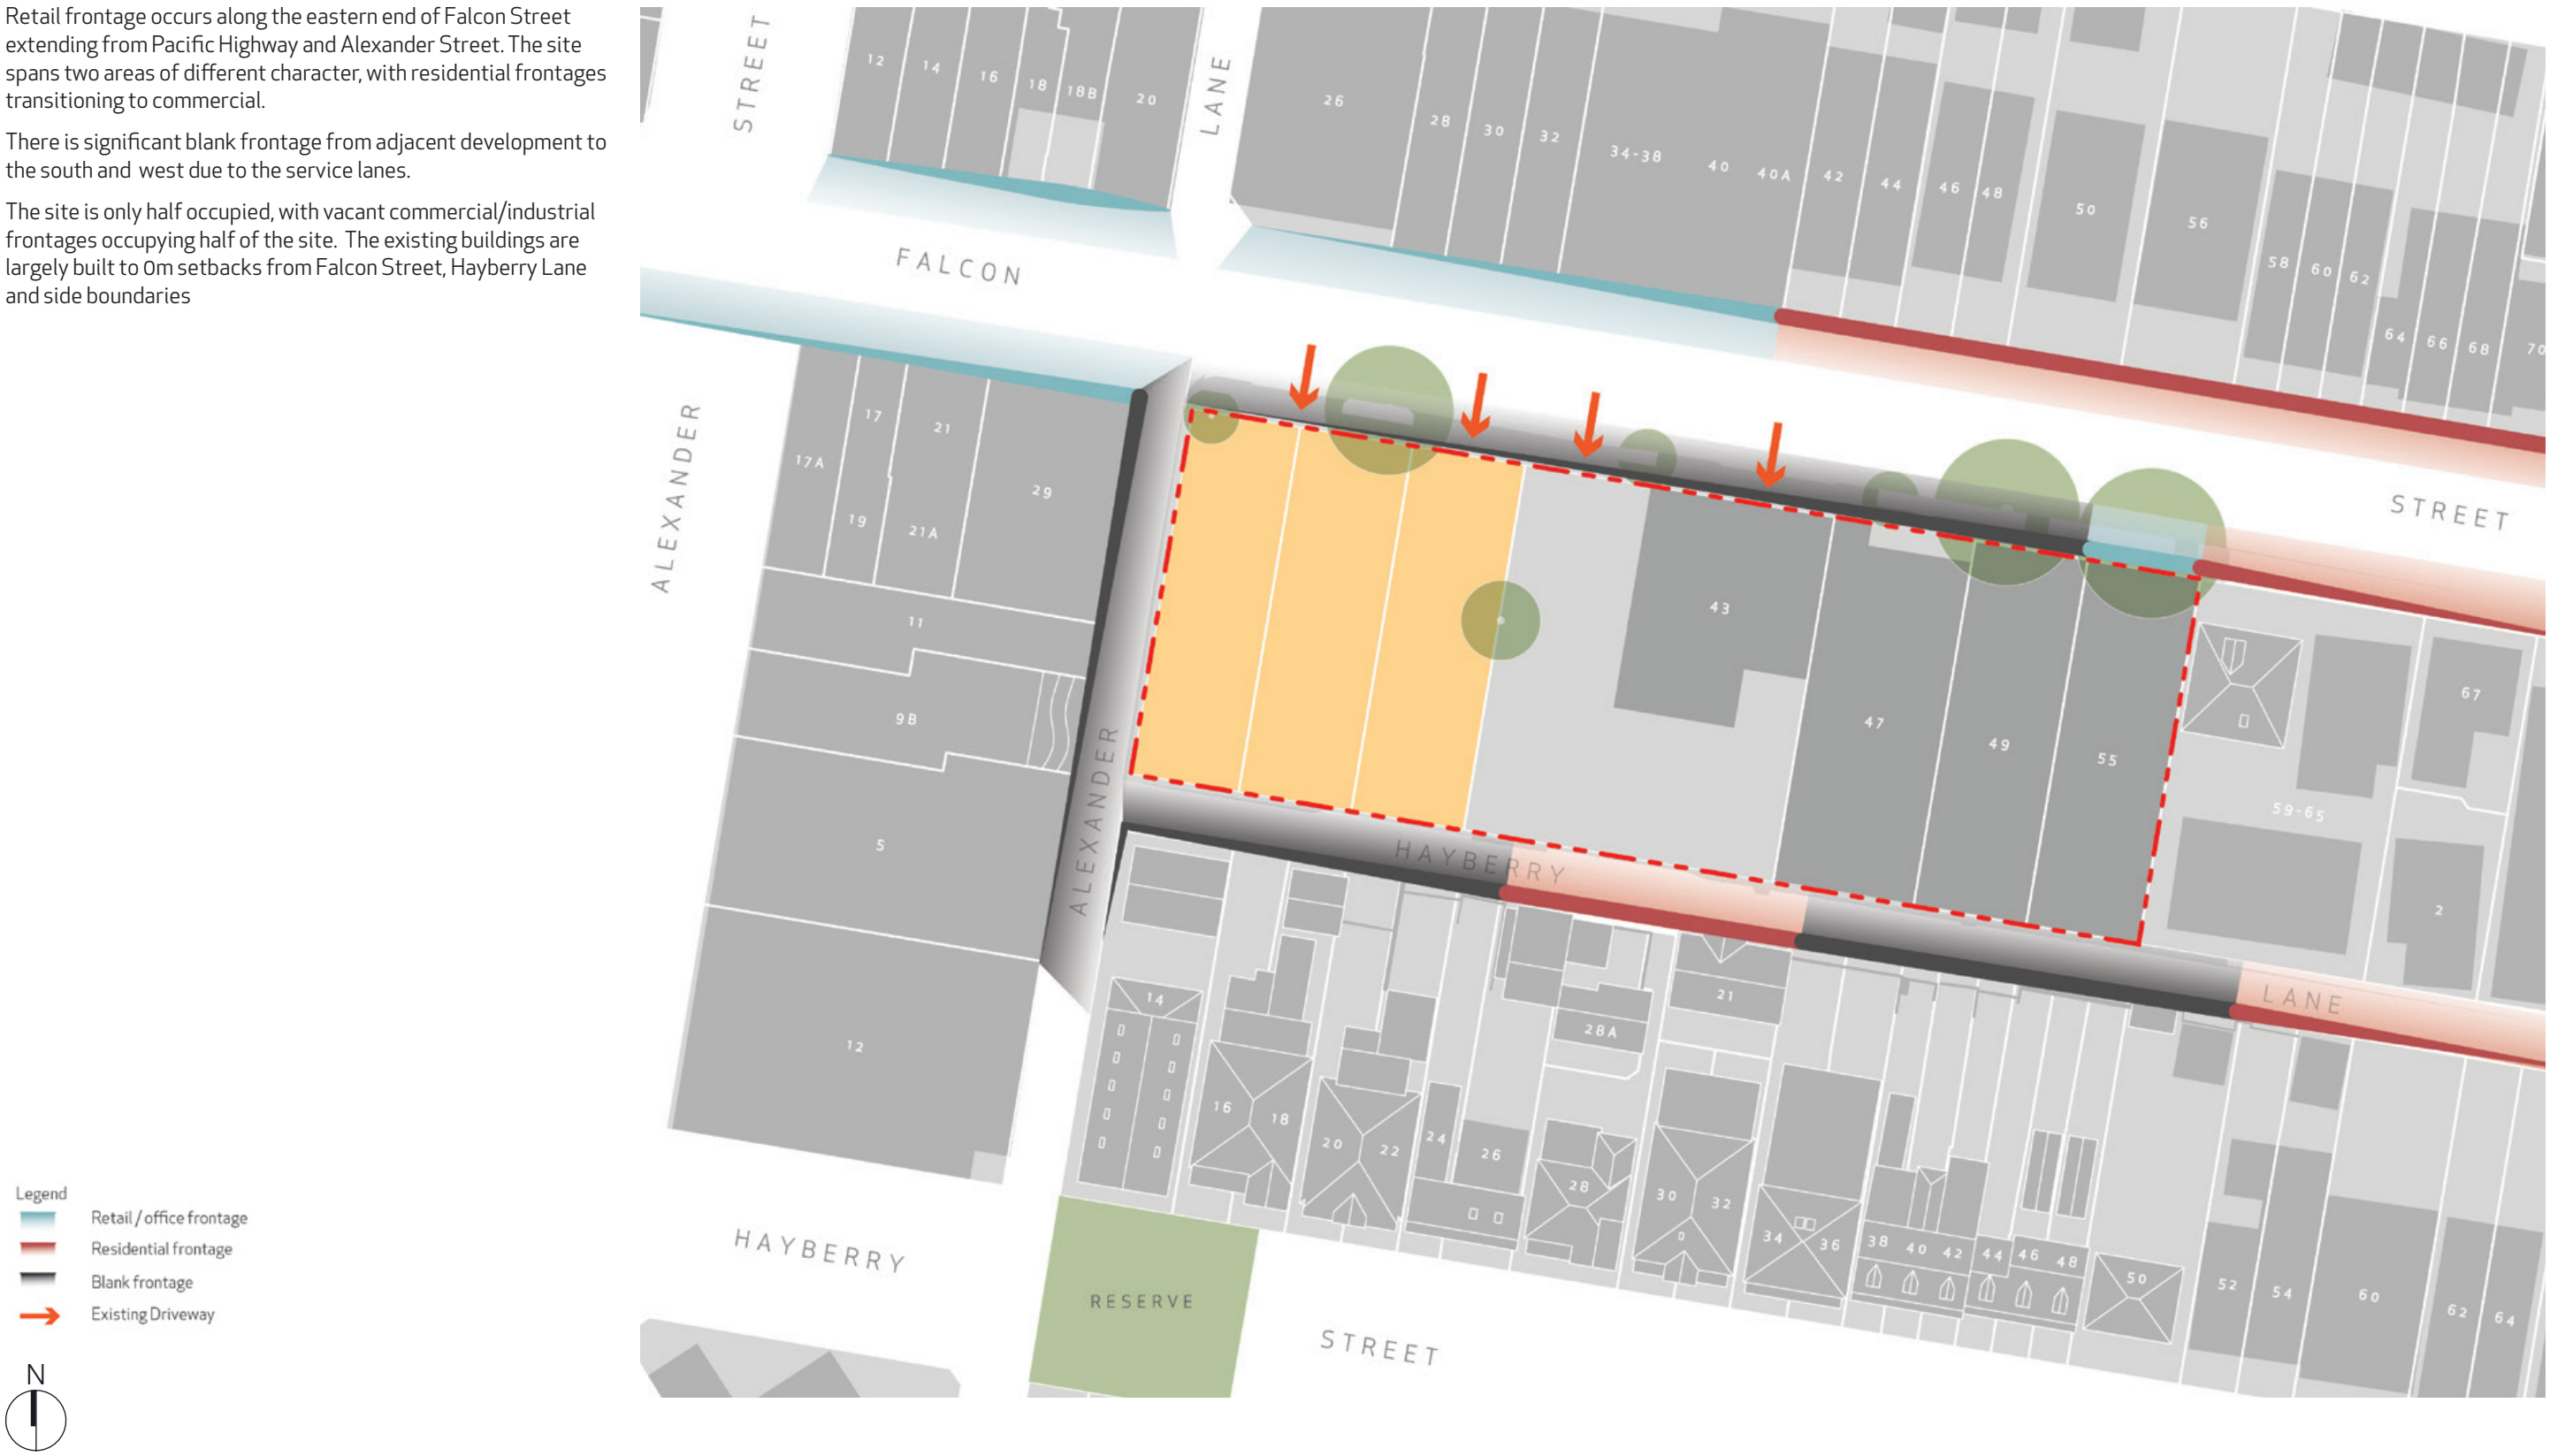 Retail frontage occurs along the eastern end of Falcon Street
extending from Pacific Highway and Alexander Street. The site
spans two areas of different character, with residential frontages
transitioning to commercial.
There is significant blank frontage from adjacent development to
the south and west due to the service lanes.
The site is only half occupied, with vacant commercial/industrial
frontages occupying half of the site. The existing buildings are
largely built to 0m setbacks from Falcon Street, Hayberry Lane
and side boundaries
STREET
LANE
12
14
16
18
18B
20
26
28
30
32
34-38
40
40A
42
44
46
48
50
56
58
60
62
64
66
68
70
FALCON
STREET
ALEXANDER
17A
17
19
21
21A
29
11
9B
5
12
ALEXANDER
43
47
49
55
67
59-65
2
HAYBERRY
LANE
14
16
18
20
22
24
26
28A
28
21
30
32
34
36
38
40
42
44
46
48
50
52
54
60
62
64
HAYBERRY
STREET
RESERVE
Legend
Retail / office frontage
Residential frontage
Blank frontage
Existing Driveway
N